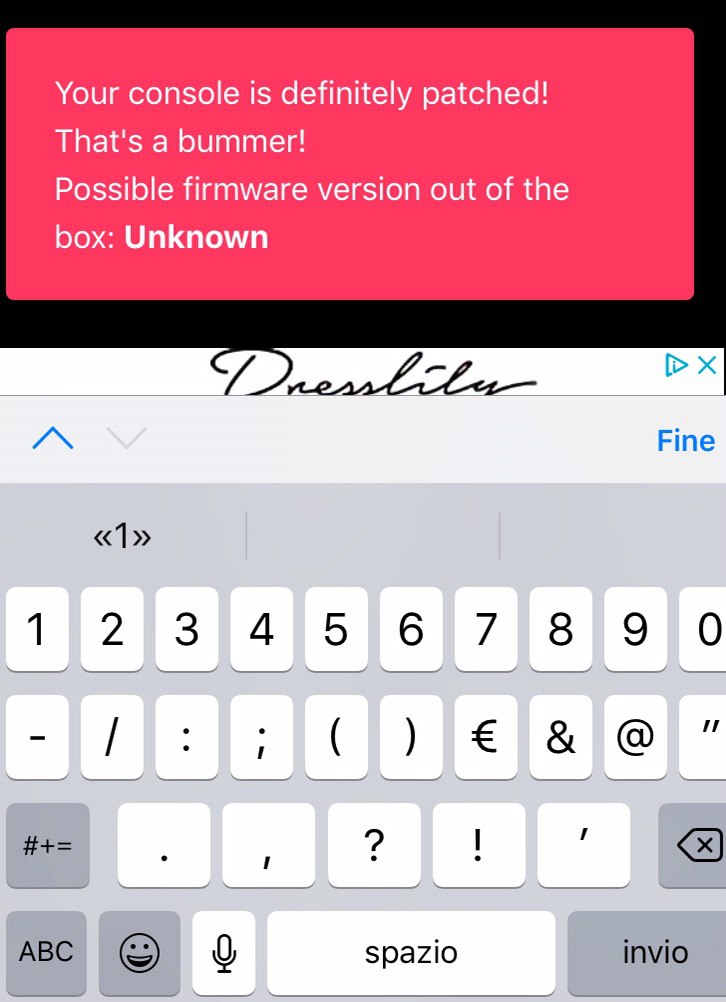 Your console is definitely patched!
That's a bummer!
Possible firmware version out of the
box: Unknown
Dresslily
Fine
«1»
1 2 3 4 5 6 7 8 9 0
- / : ; ( ) € & @ "
#+= . , ? ! '
ABC spazio invio